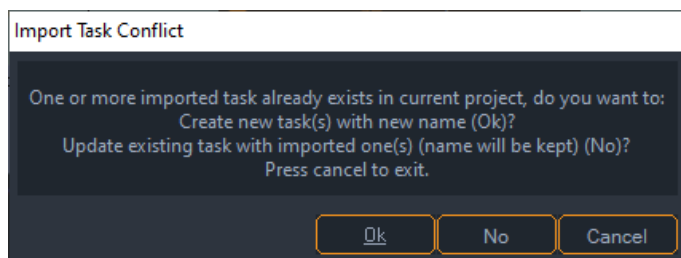 Import Task Conflict
One or more imported task already exists in current project, do you want to:
Create new task(s) with new name (Ok)?
Update existing task with imported one(s) (name will be kept) (No)?
Press cancel to exit.
Ok No Cancel